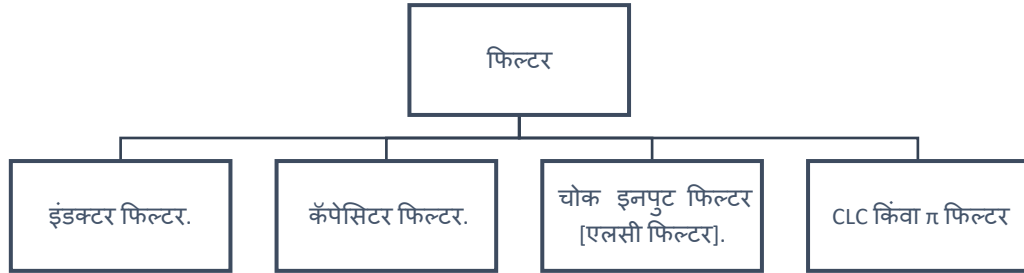 फिल्टर
इंडक्टर फिल्टर.
कॅपेसिटर फिल्टर.
चोक इनपुट फिल्टर
[एलसी फिल्टर].
CLC किंवा π फिल्टर